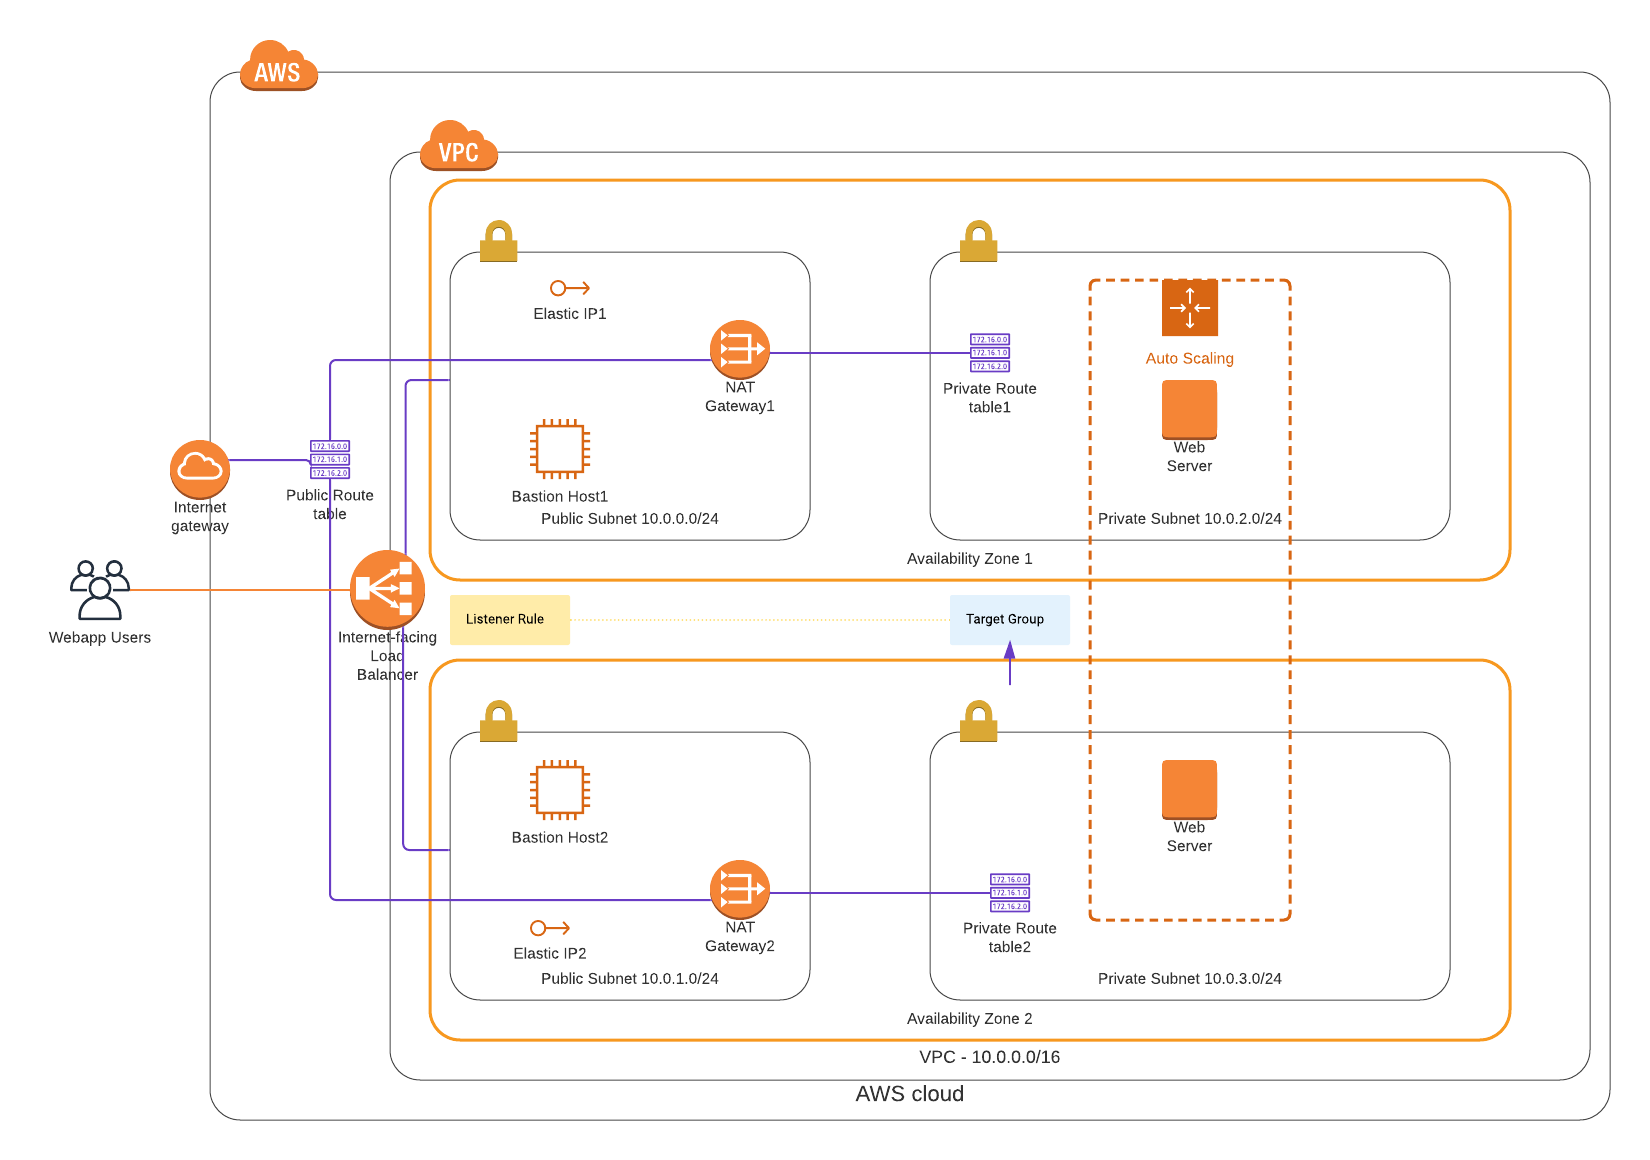 AWS
VPC
Elastic IP1
NAT
Gateway1
Bastion Host1
Public Subnet 10.0.0.0/24
172.16.0.0
172.16.1.0
172.16.2.0
Private Route
table1
Auto Scaling
Web
Server
Private Subnet 10.0.2.0/24
Availability Zone 1
172.16.0.0
172.16.1.0
172.16.2.0
Public Route
table
Internet
gateway
Webapp Users
Internet-facing
Load
Balancer
Listener Rule
Target Group
Bastion Host2
NAT
Gateway2
Elastic IP2
Public Subnet 10.0.1.0/24
Web
Server
172.16.0.0
172.16.1.0
172.16.2.0
Private Route
table2
Private Subnet 10.0.3.0/24
Availability Zone 2
VPC - 10.0.0.0/16
AWS cloud